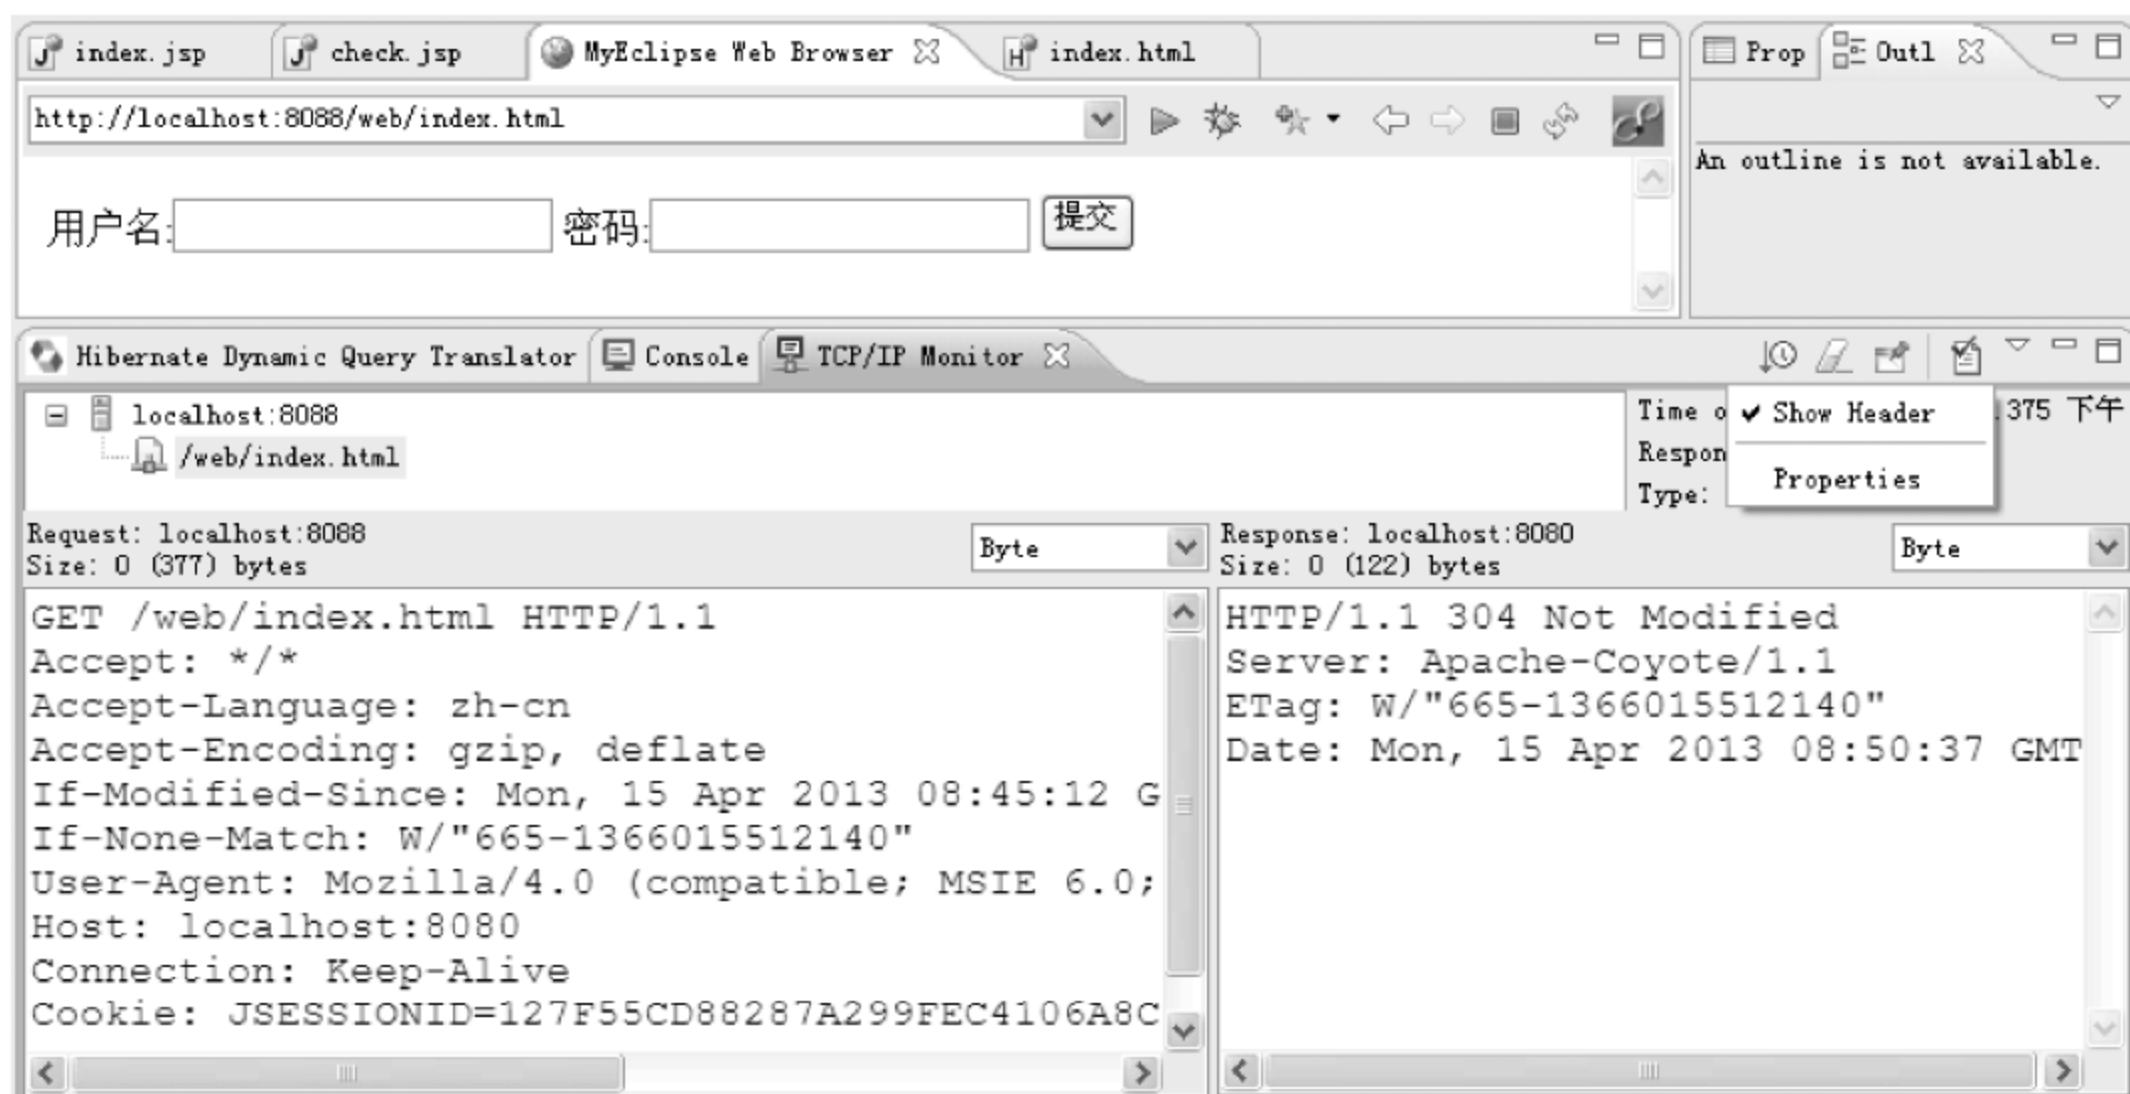 index.jsp
check.jsp
MyEclipse Web Browser
index.html
Prop
Outl
http://localhost:8088/web/index.html
An outline is not available.
用户名:
密码:
提交
Hibernate Dynamic Query Translator
Console
TCP/IP Monitor
localhost:8088
/web/index.html
Time o
375 下午
Respon
Type:
Show Header
Properties
Request: localhost:8088
Size: 0 (377) bytes
Byte
Response: localhost:8080
Size: 0 (122) bytes
Byte
GET /web/index.html HTTP/1.1
Accept: */*
Accept-Language: zh-cn
Accept-Encoding: gzip, deflate
If-Modified-Since: Mon, 15 Apr 2013 08:45:12 G
If-None-Match: W/"665-1366015512140"
User-Agent: Mozilla/4.0 (compatible; MSIE 6.0;
Host: localhost:8080
Connection: Keep-Alive
Cookie: JSESSIONID=127F55CD88287A299FEC4106A8C
HTTP/1.1 304 Not Modified
Server: Apache-Coyote/1.1
ETag: W/"665-1366015512140"
Date: Mon, 15 Apr 2013 08:50:37 GMT